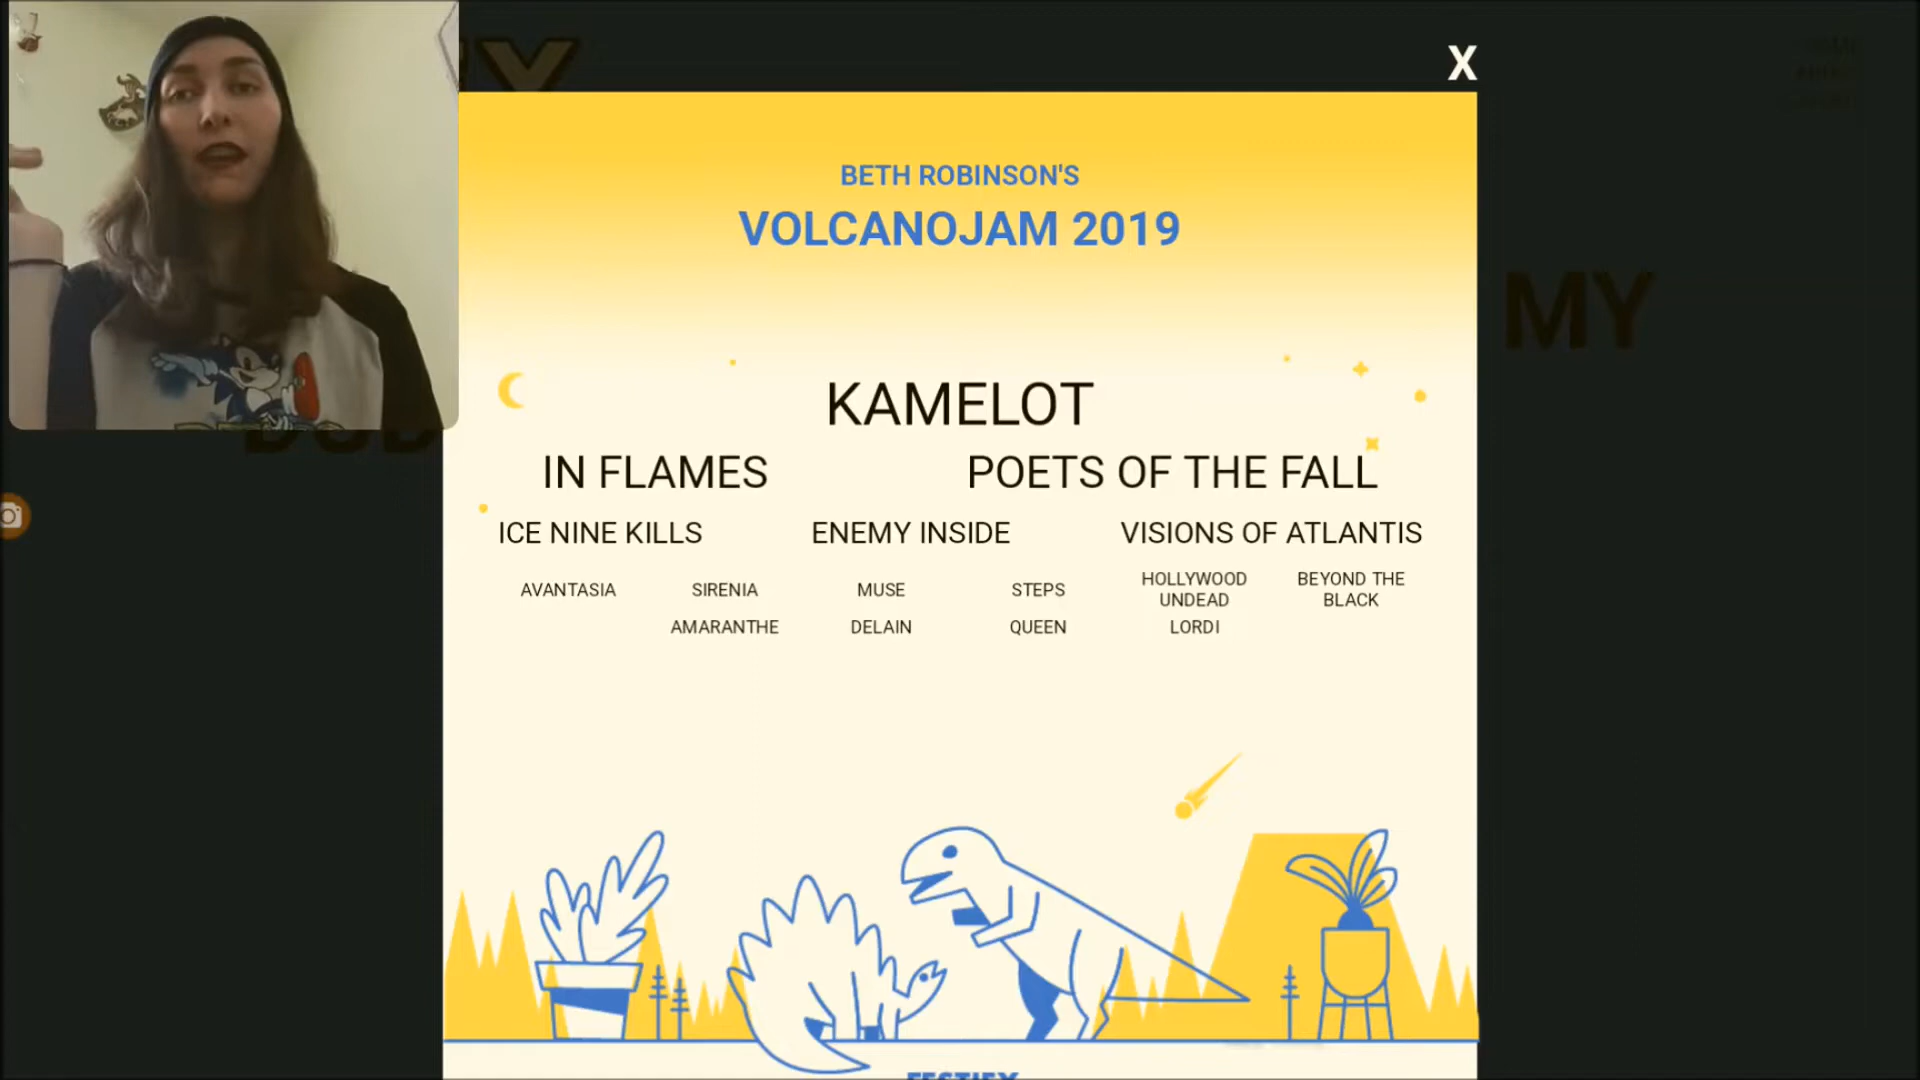 X
BETH ROBINSON'S
VOLCANOJAM 2019
KAMELOT
IN FLAMES POETS OF THE FALL
ICE NINE KILLS ENEMY INSIDE VISIONS OF ATLANTIS
AVANTASIA SIRENIA MUSE STEPS HOLLYWOOD UNDEAD BEYOND THE BLACK
AMARANTHE DELAIN QUEEN LORDI
MY
FESTIFY